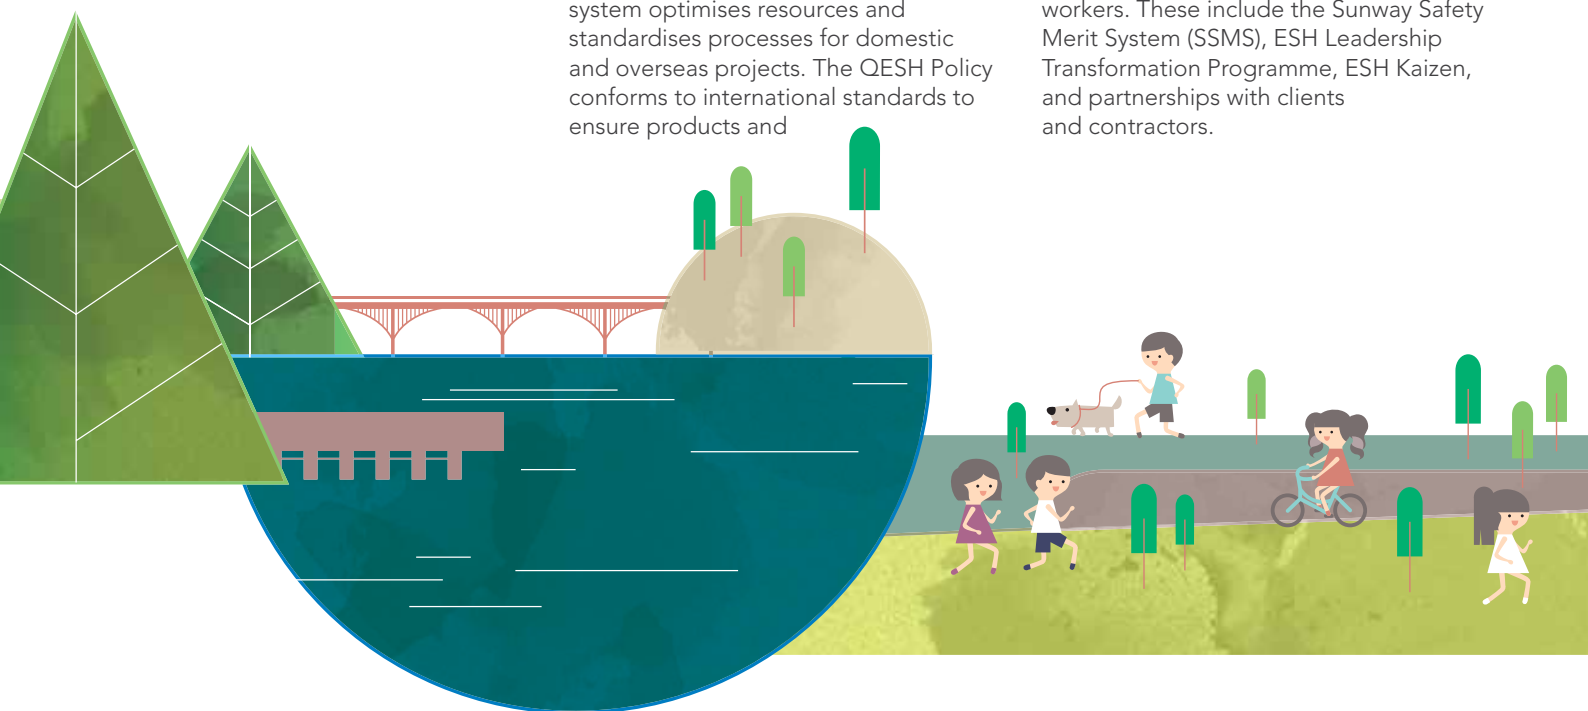 system optimises resources and
standardises processes for domestic
and overseas projects. The QESH Policy
conforms to international standards to
ensure products and
workers. These include the Sunway Safety
Merit System (SSMS), ESH Leadership
Transformation Programme, ESH Kaizen,
and partnerships with clients
and contractors.